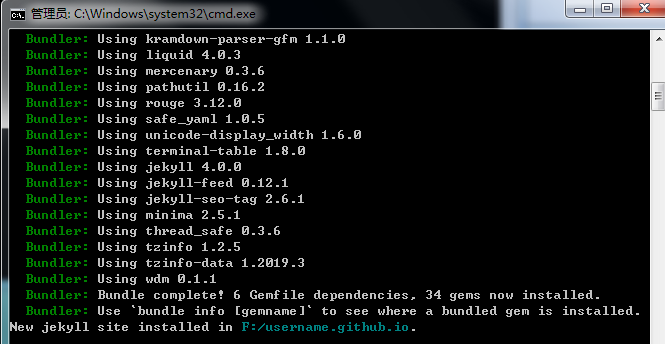 管理员: C:\Windows\system32\cmd.exe
Bundler: Using kramdown-parser-gfm 1.1.0
Bundler: Using liquid 4.0.3
Bundler: Using mercenary 0.3.6
Bundler: Using pathutil 0.16.2
Bundler: Using rouge 3.12.0
Bundler: Using safe_yaml 1.0.5
Bundler: Using unicode-display_width 1.6.0
Bundler: Using terminal-table 1.8.0
Bundler: Using jekyll 4.0.0
Bundler: Using jekyll-feed 0.12.1
Bundler: Using jekyll-seo-tag 2.6.1
Bundler: Using minima 2.5.1
Bundler: Using thread_safe 0.3.6
Bundler: Using tzinfo 1.2.5
Bundler: Using tzinfo-data 1.2019.3
Bundler: Using wdm 0.1.1
Bundler: Bundle complete! 6 Gemfile dependencies, 34 gems now installed.
Bundler: Use `bundle info [gemname]` to see where a bundled gem is installed.
New jekyll site installed in F:/username.github.io.